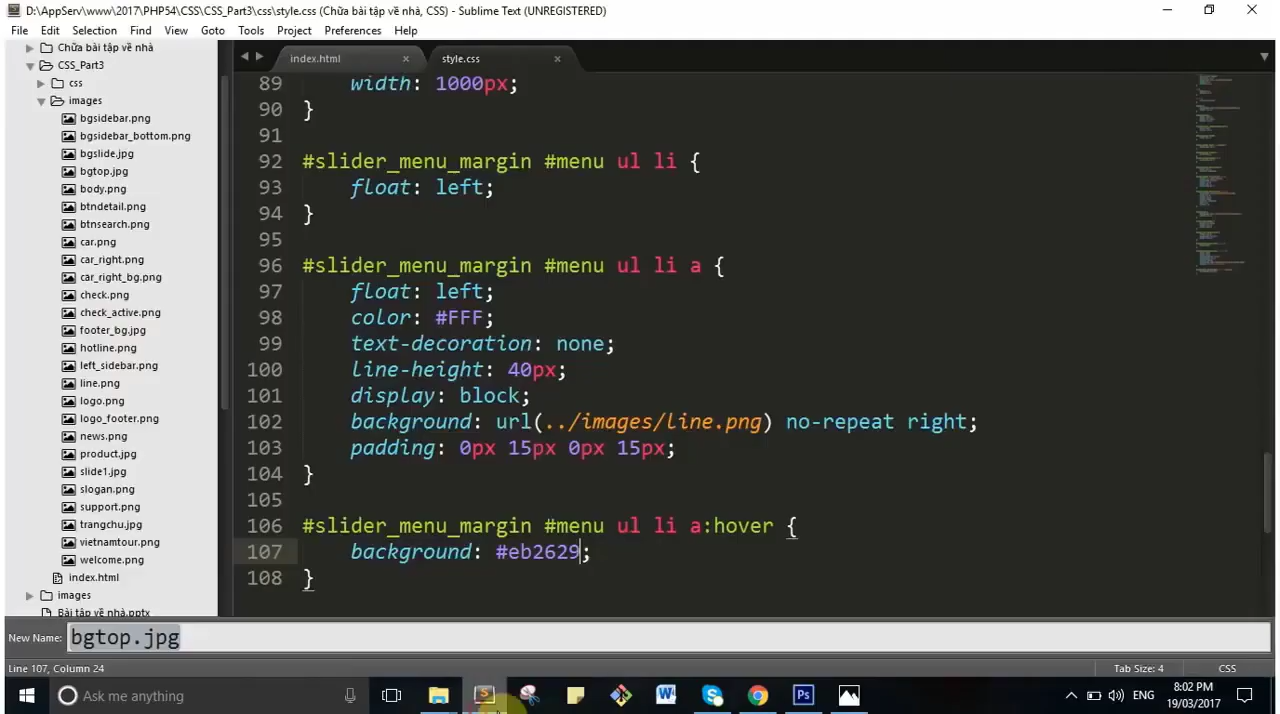 D:\AppServ\www\2017\PHP54\CSS\CSS_Part3\css\style.css (Chữa bài tập về nhà, CSS) - Sublime Text (UNREGISTERED)
File Edit Selection Find View Goto Tools Project Preferences Help
Chữa bài tập về nhà
CSS_Part3
css
images
bgsidebar.png
bgsidebar_bottom.png
bgslide.jpg
bgtop.jpg
body.png
btndetail.png
btnsearch.png
car.png
car_right.png
car_right_bg.png
check.png
check_active.png
footer_bg.jpg
hotline.png
left_sidebar.png
line.png
logo.png
logo_footer.png
news.png
product.jpg
slide1.jpg
slogan.png
support.png
trangchu.jpg
vietnamtour.png
welcome.png
index.html
images
Bài tập về nhà.pptx
index.html style.css
89 width: 1000px;
90 }
91
92 #slider_menu_margin #menu ul li {
93 float: left;
94 }
95
96 #slider_menu_margin #menu ul li a {
97 float: left;
98 color: #FFF;
99 text-decoration: none;
100 line-height: 40px;
101 display: block;
102 background: url(../images/line.png) no-repeat right;
103 padding: 0px 15px 0px 15px;
104 }
105
106 #slider_menu_margin #menu ul li a:hover {
107 background: #eb2629;
108 }
New Name: bgtop.jpg
Line 107, Column 24 Tab Size: 4 CSS
Ask me anything
ENG
8:02 PM
19/03/2017